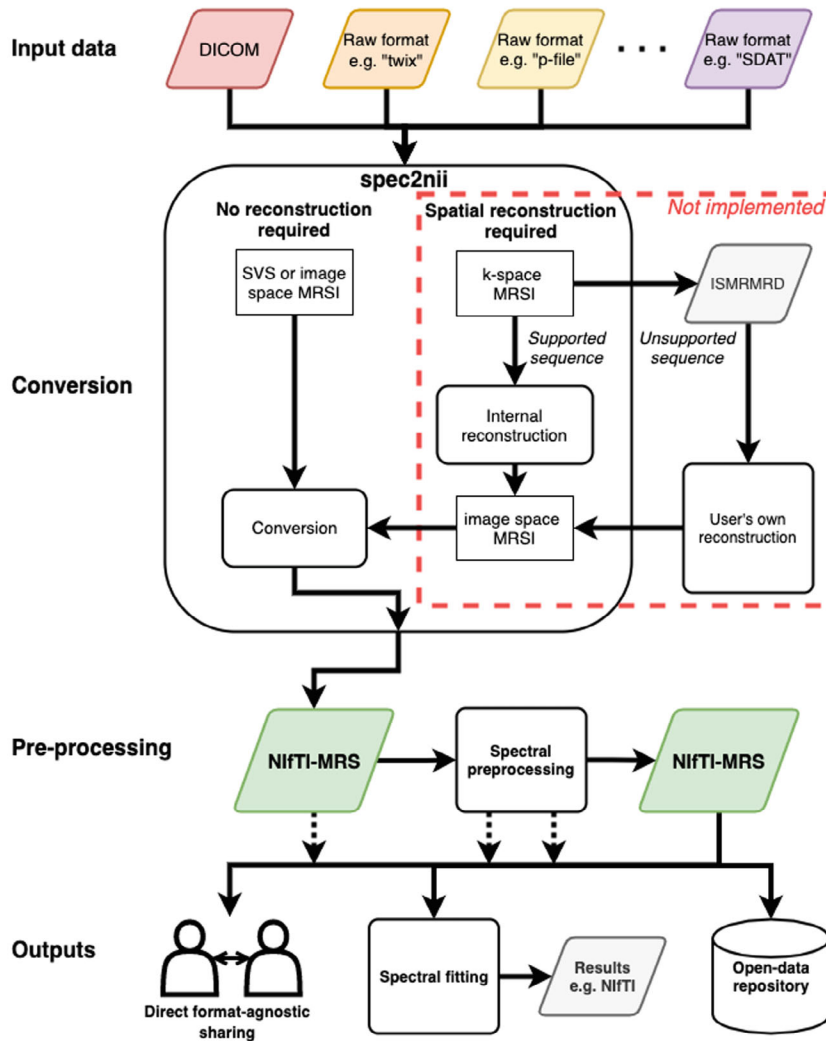 Input data
DICOM
Raw format
e.g. "twix"
Raw format
e.g. "p-file"
Raw format
e.g. "SDAT"
spec2nii
No reconstruction
required
Spatial reconstruction
required
Not implemented
SVS or image
space MRSI
k-space
MRSI
ISMRMRD
Supported
sequence
Unsupported
sequence
Conversion
Internal
reconstruction
Conversion
image space
MRSI
User's own
reconstruction
Pre-processing
NIfTI-MRS
Spectral
preprocessing
NIfTI-MRS
Outputs
Direct format-agnostic
sharing
Spectral fitting
Results
e.g. NIfTI
Open-data
repository